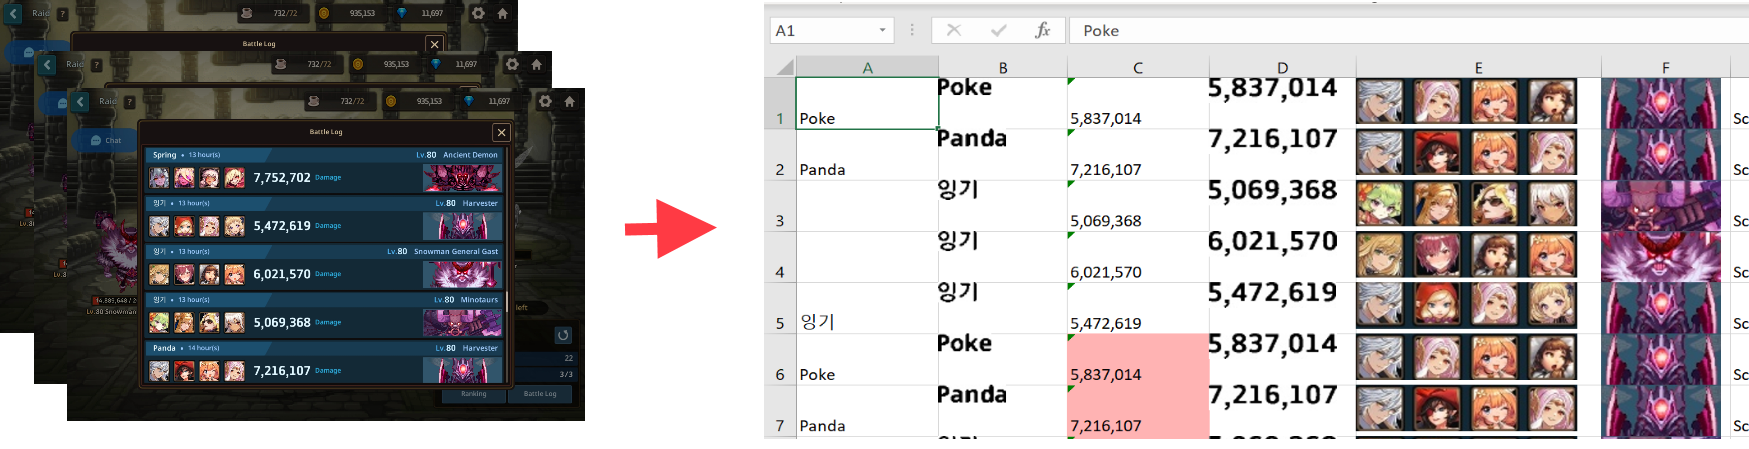 Raid ? 732/72 935,153 11,697
Battle Log
Raid ? 732/72 935,153 11,697
Raid ? 732/72 935,153 11,697
Chat
Battle Log
Spring • 13 hour(s) Lv.80 Ancient Demon
7,752,702 Damage
잉기 • 13 hour(s) Lv.80 Harvester
5,472,619 Damage
잉기 • 13 hour(s) Lv.80 Snowman General Gast
6,021,570 Damage
잉기 • 13 hour(s) Lv.80 Minotaurs
5,069,368 Damage
Panda • 14 hour(s) Lv.80 Harvester
7,216,107 Damage
left
22
3/3
Ranking Battle Log
A1 fx Poke
A B C D E F
1 Poke Poke 5,837,014 5,837,014 Sc
2 Panda Panda 7,216,107 7,216,107 Sc
3 잉기 5,069,368 5,069,368 Sc
4 잉기 6,021,570 6,021,570 Sc
5 잉기 잉기 5,472,619 5,472,619 Sc
6 Poke Poke 5,837,014 5,837,014 Sc
7 Panda Panda 7,216,107 7,216,107 Sc